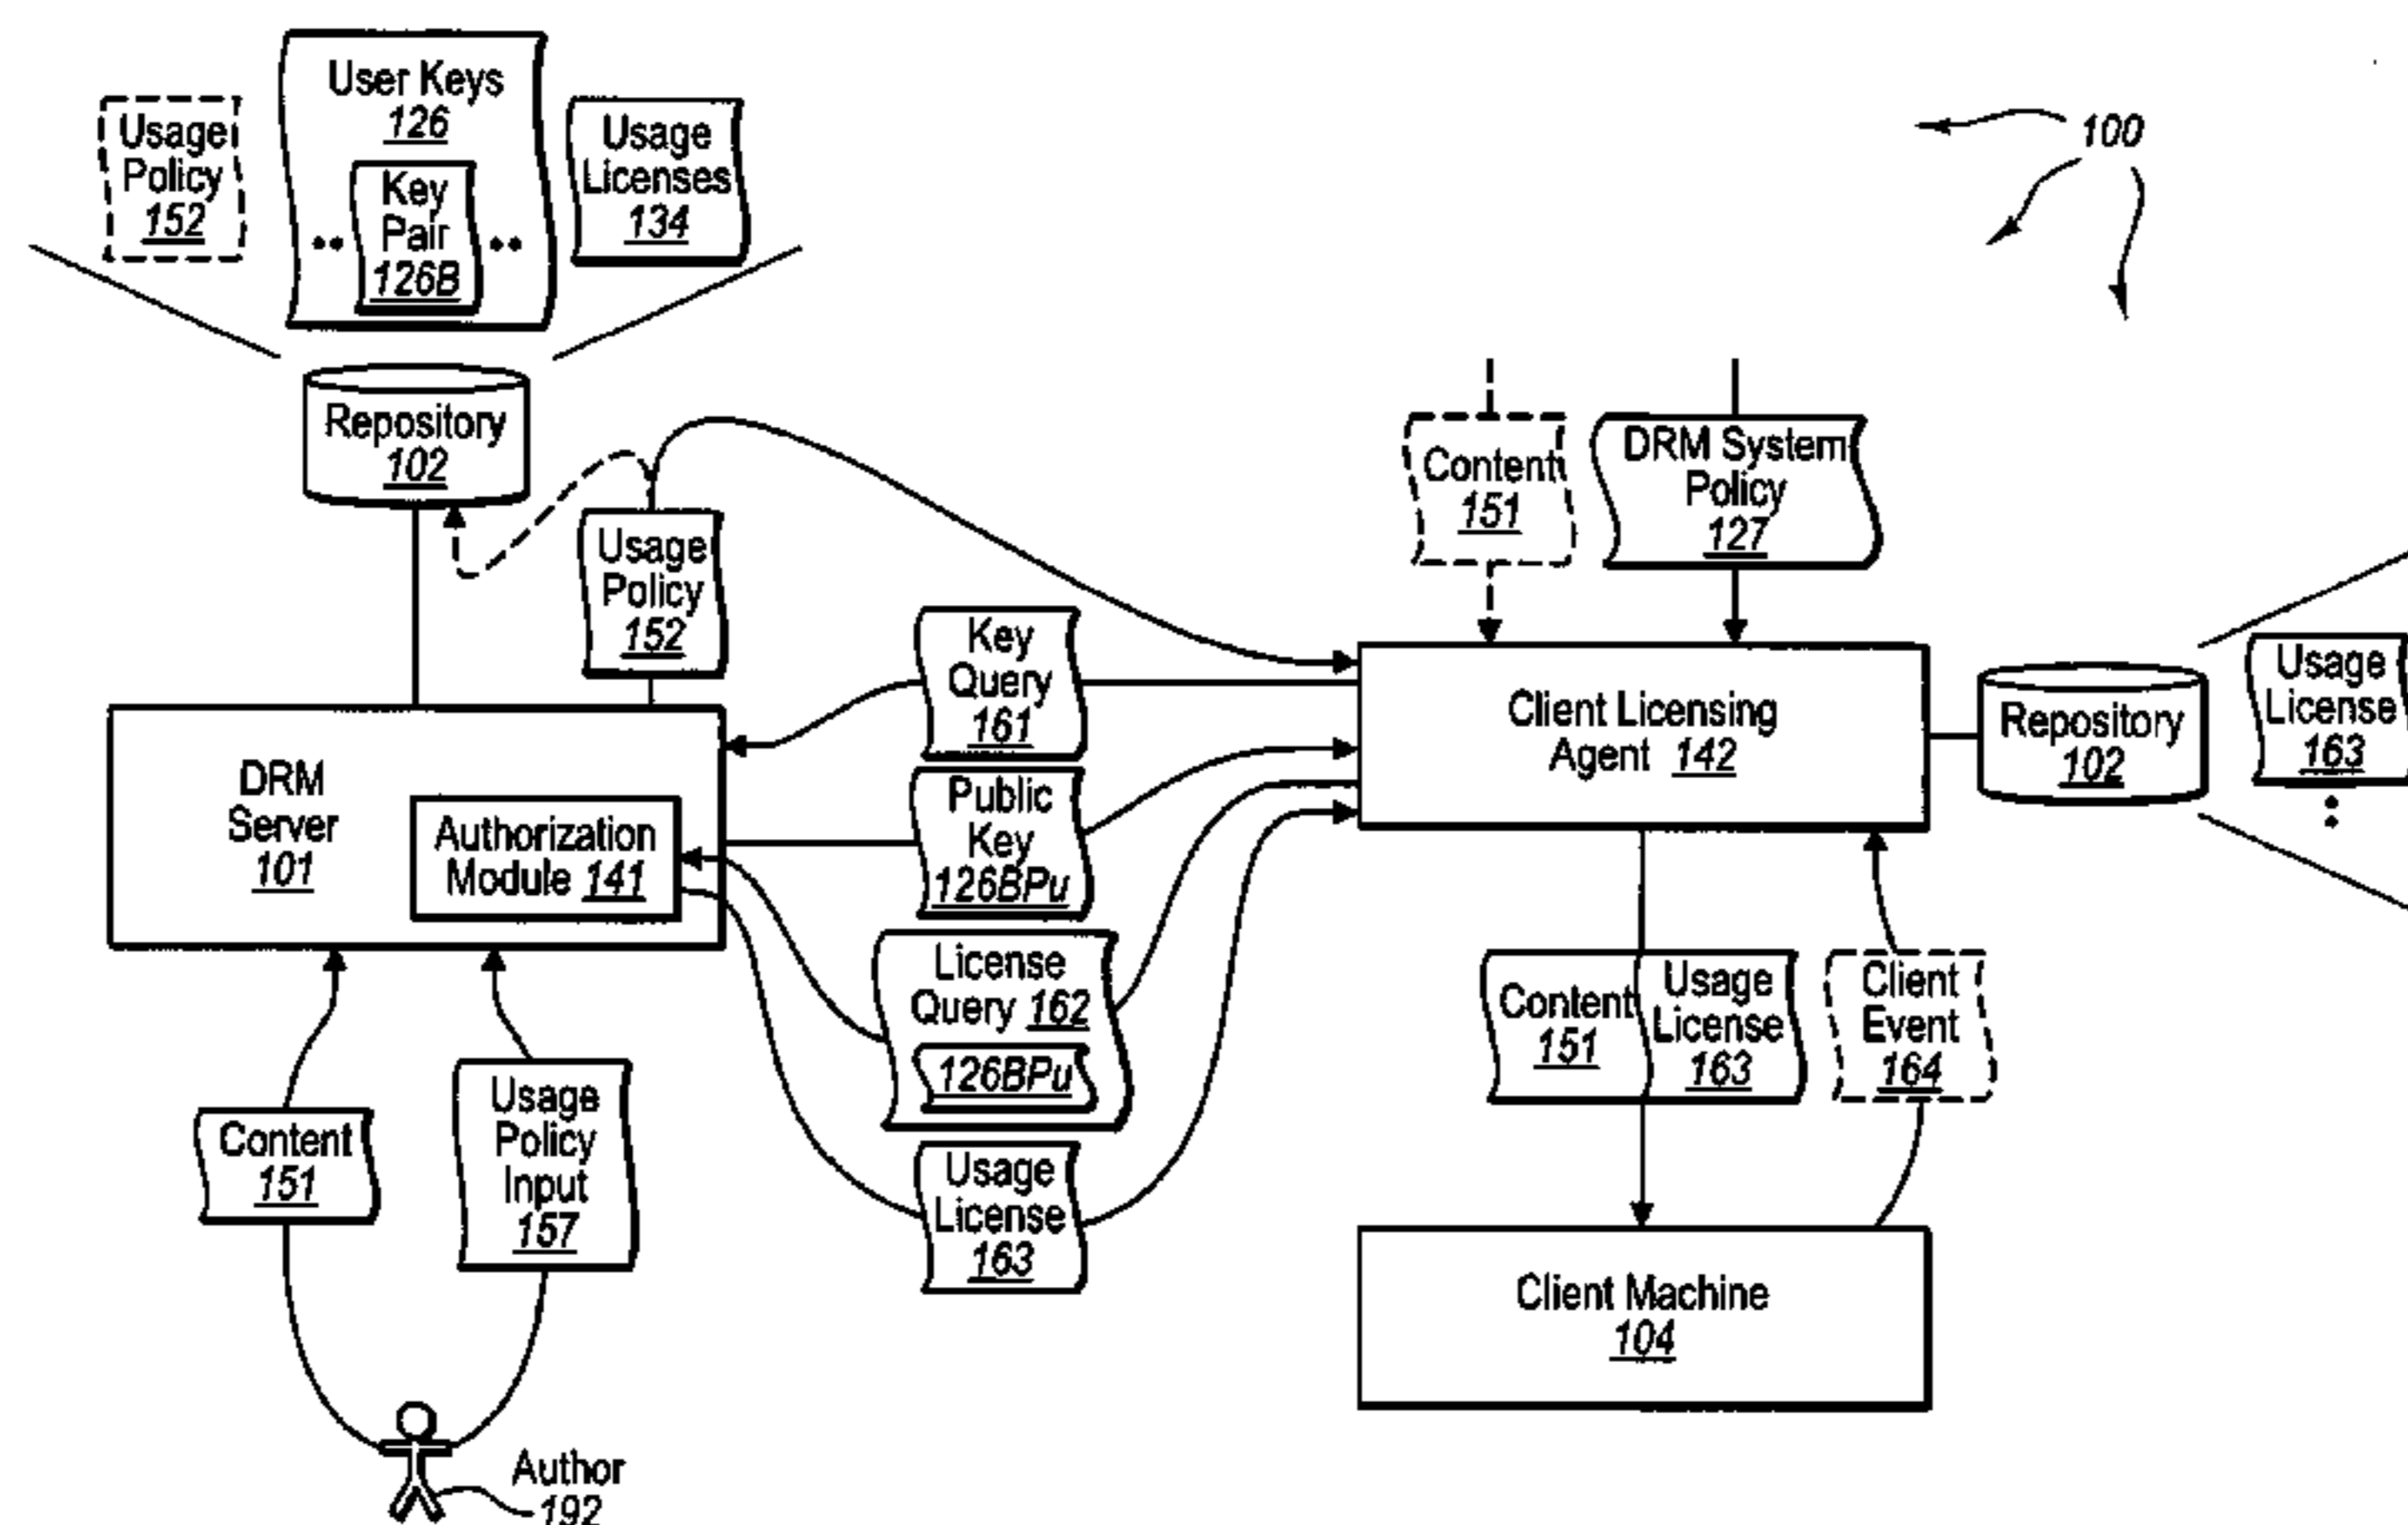 User Keys
126
Key
Pair
126B
Usage
Policy
152
Usage
Licenses
134
100
Repository
102
Usage
Policy
152
Content
151
DRM System
Policy
127
Key
Query
161
Client Licensing
Agent 142
Repository
102
Usage
License
163
DRM
Server
101
Authorization
Module 141
Public
Key
126BPu
License
Query 162
126BPu
Usage
License
163
Content
151
Usage
License
163
Client
Event
164
Content
151
Usage
Policy
Input
157
Client Machine
104
Author
192